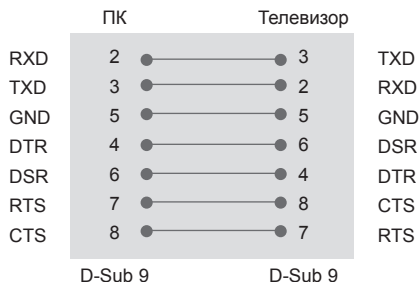 ПК Телевизор
RXD 2 3 TXD
TXD 3 2 RXD
GND 5 5 GND
DTR 4 6 DSR
DSR 6 4 DTR
RTS 7 8 CTS
CTS 8 7 RTS
D-Sub 9 D-Sub 9